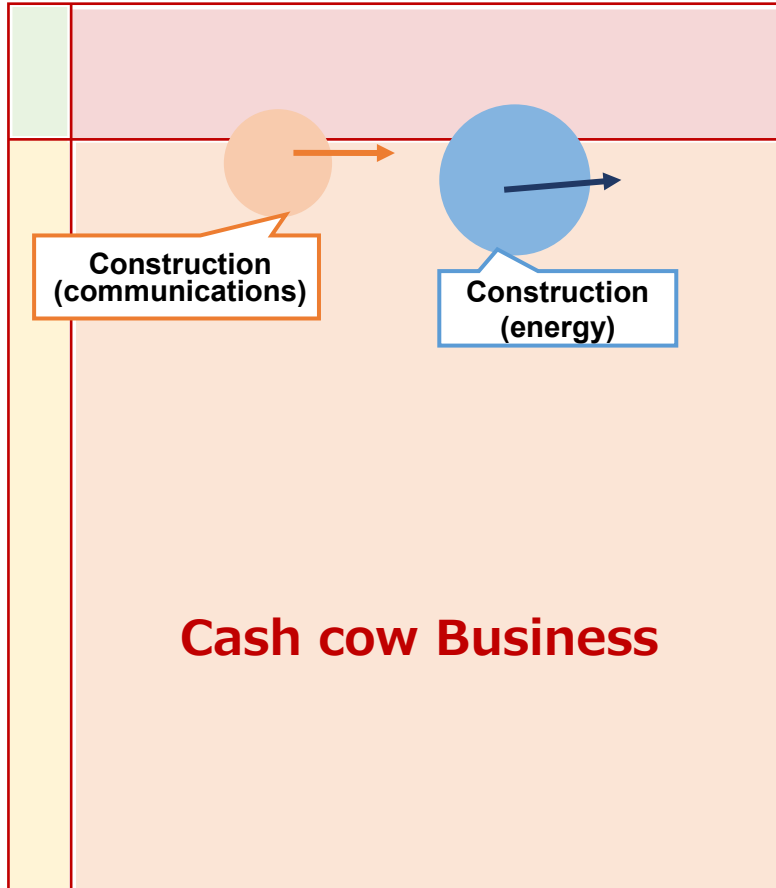 Construction
(communications)
Construction
(energy)
Cash cow Business